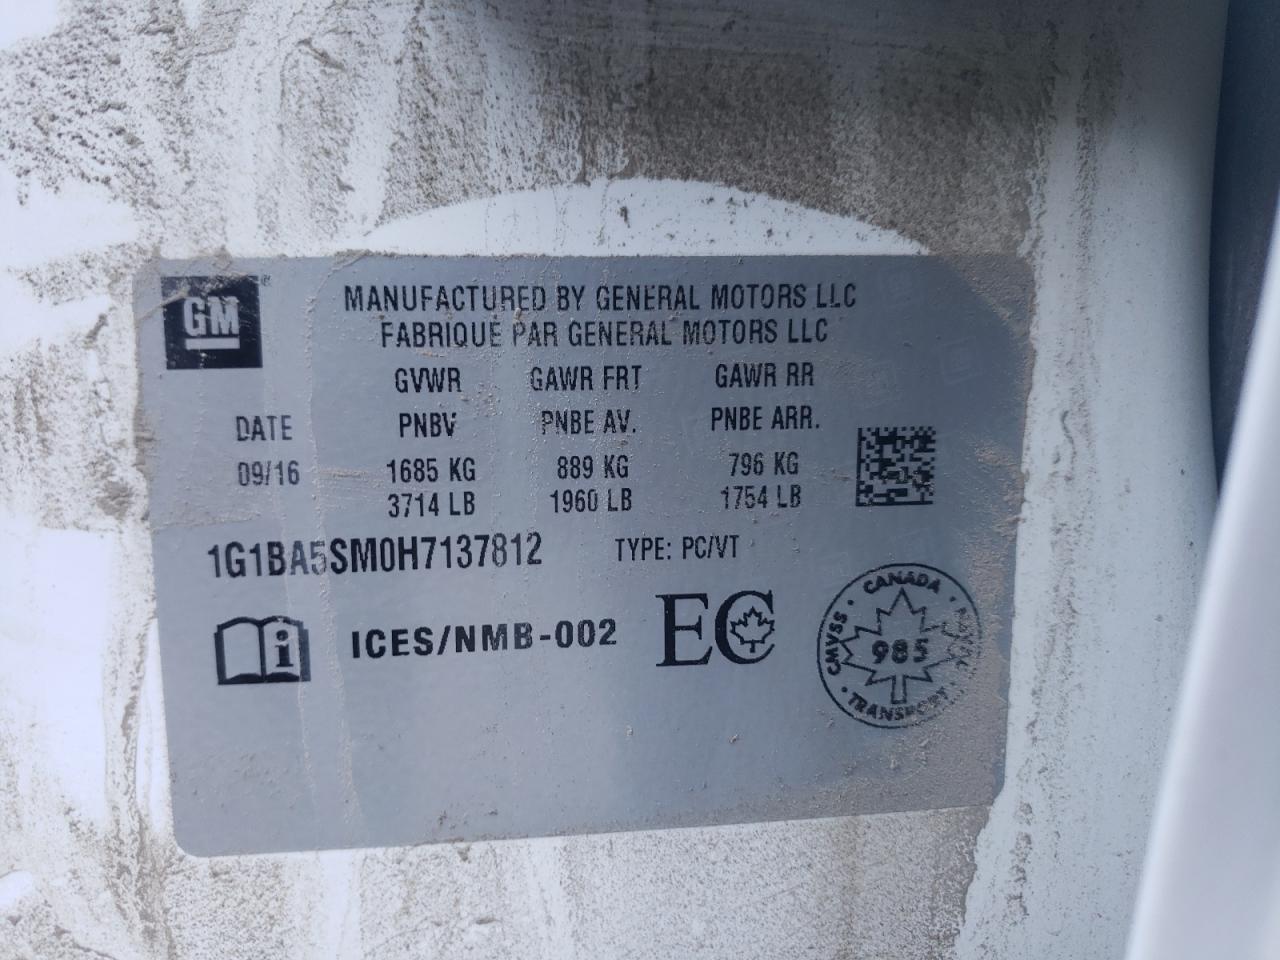 GM
MANUFACTURED BY GENERAL MOTORS LLC
FABRIQUÉ PAR GENERAL MOTORS LLC
GVWR GAWR FRT GAWR RR
DATE PNBV PNBE AV. PNBE ARR.
09/16 1685 KG 889 KG 796 KG
3714 LB 1960 LB 1754 LB
1G1BA5SM0H7137812 TYPE: PC/VT
i ICES/NMB-002 EC
CANADA
CMVSS
985
TRANSPORT